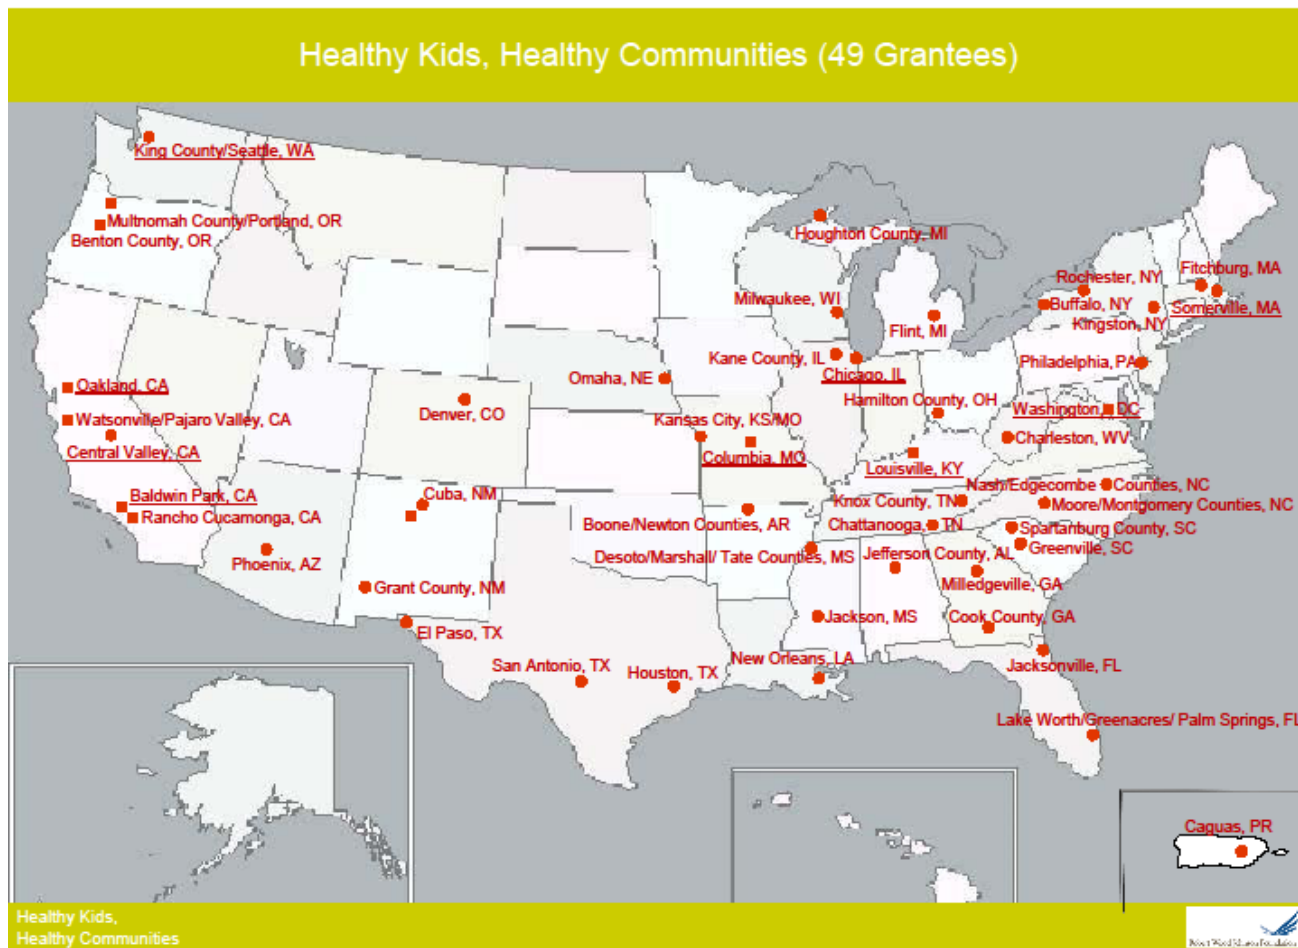 Healthy Kids, Healthy Communities (49 Grantees)
King County/Seattle, WA
Multnomah County/Portland, OR
Benton County, OR
Houghton County, MI
Fitchburg, MA
Rochester, NY
Milwaukee, WI
Buffalo, NY
Somerville, MA
Flint, MI
Kingston, NY
Kane County, IL
Philadelphia, PA
Chicago, IL
Omaha, NE
Oakland, CA
Hamilton County, OH
Denver, CO
Washington, DC
Watsonville/Pajaro Valley, CA
Kansas City, KS/MO
Charleston, WV
Central Valley, CA
Columbia, MO
Louisville, KY
Nash/Edgecombe Counties, NC
Baldwin Park, CA
Cuba, NM
Knox County, TN
Moore/Montgomery Counties, NC
Rancho Cucamonga, CA
Boone/Newton Counties, AR
Chattanooga, TN
Spartanburg County, SC
Greenville, SC
Phoenix, AZ
Desoto/Marshall/ Tate Counties, MS
Jefferson County, AL
Milledgeville, GA
Grant County, NM
Jackson, MS
Cook County, GA
El Paso, TX
New Orleans, LA
Jacksonville, FL
San Antonio, TX
Houston, TX
Lake Worth/Greenacres/ Palm Springs, FL
Caguas, PR
Healthy Kids,
Healthy Communities
Robert Wood Johnson Foundation